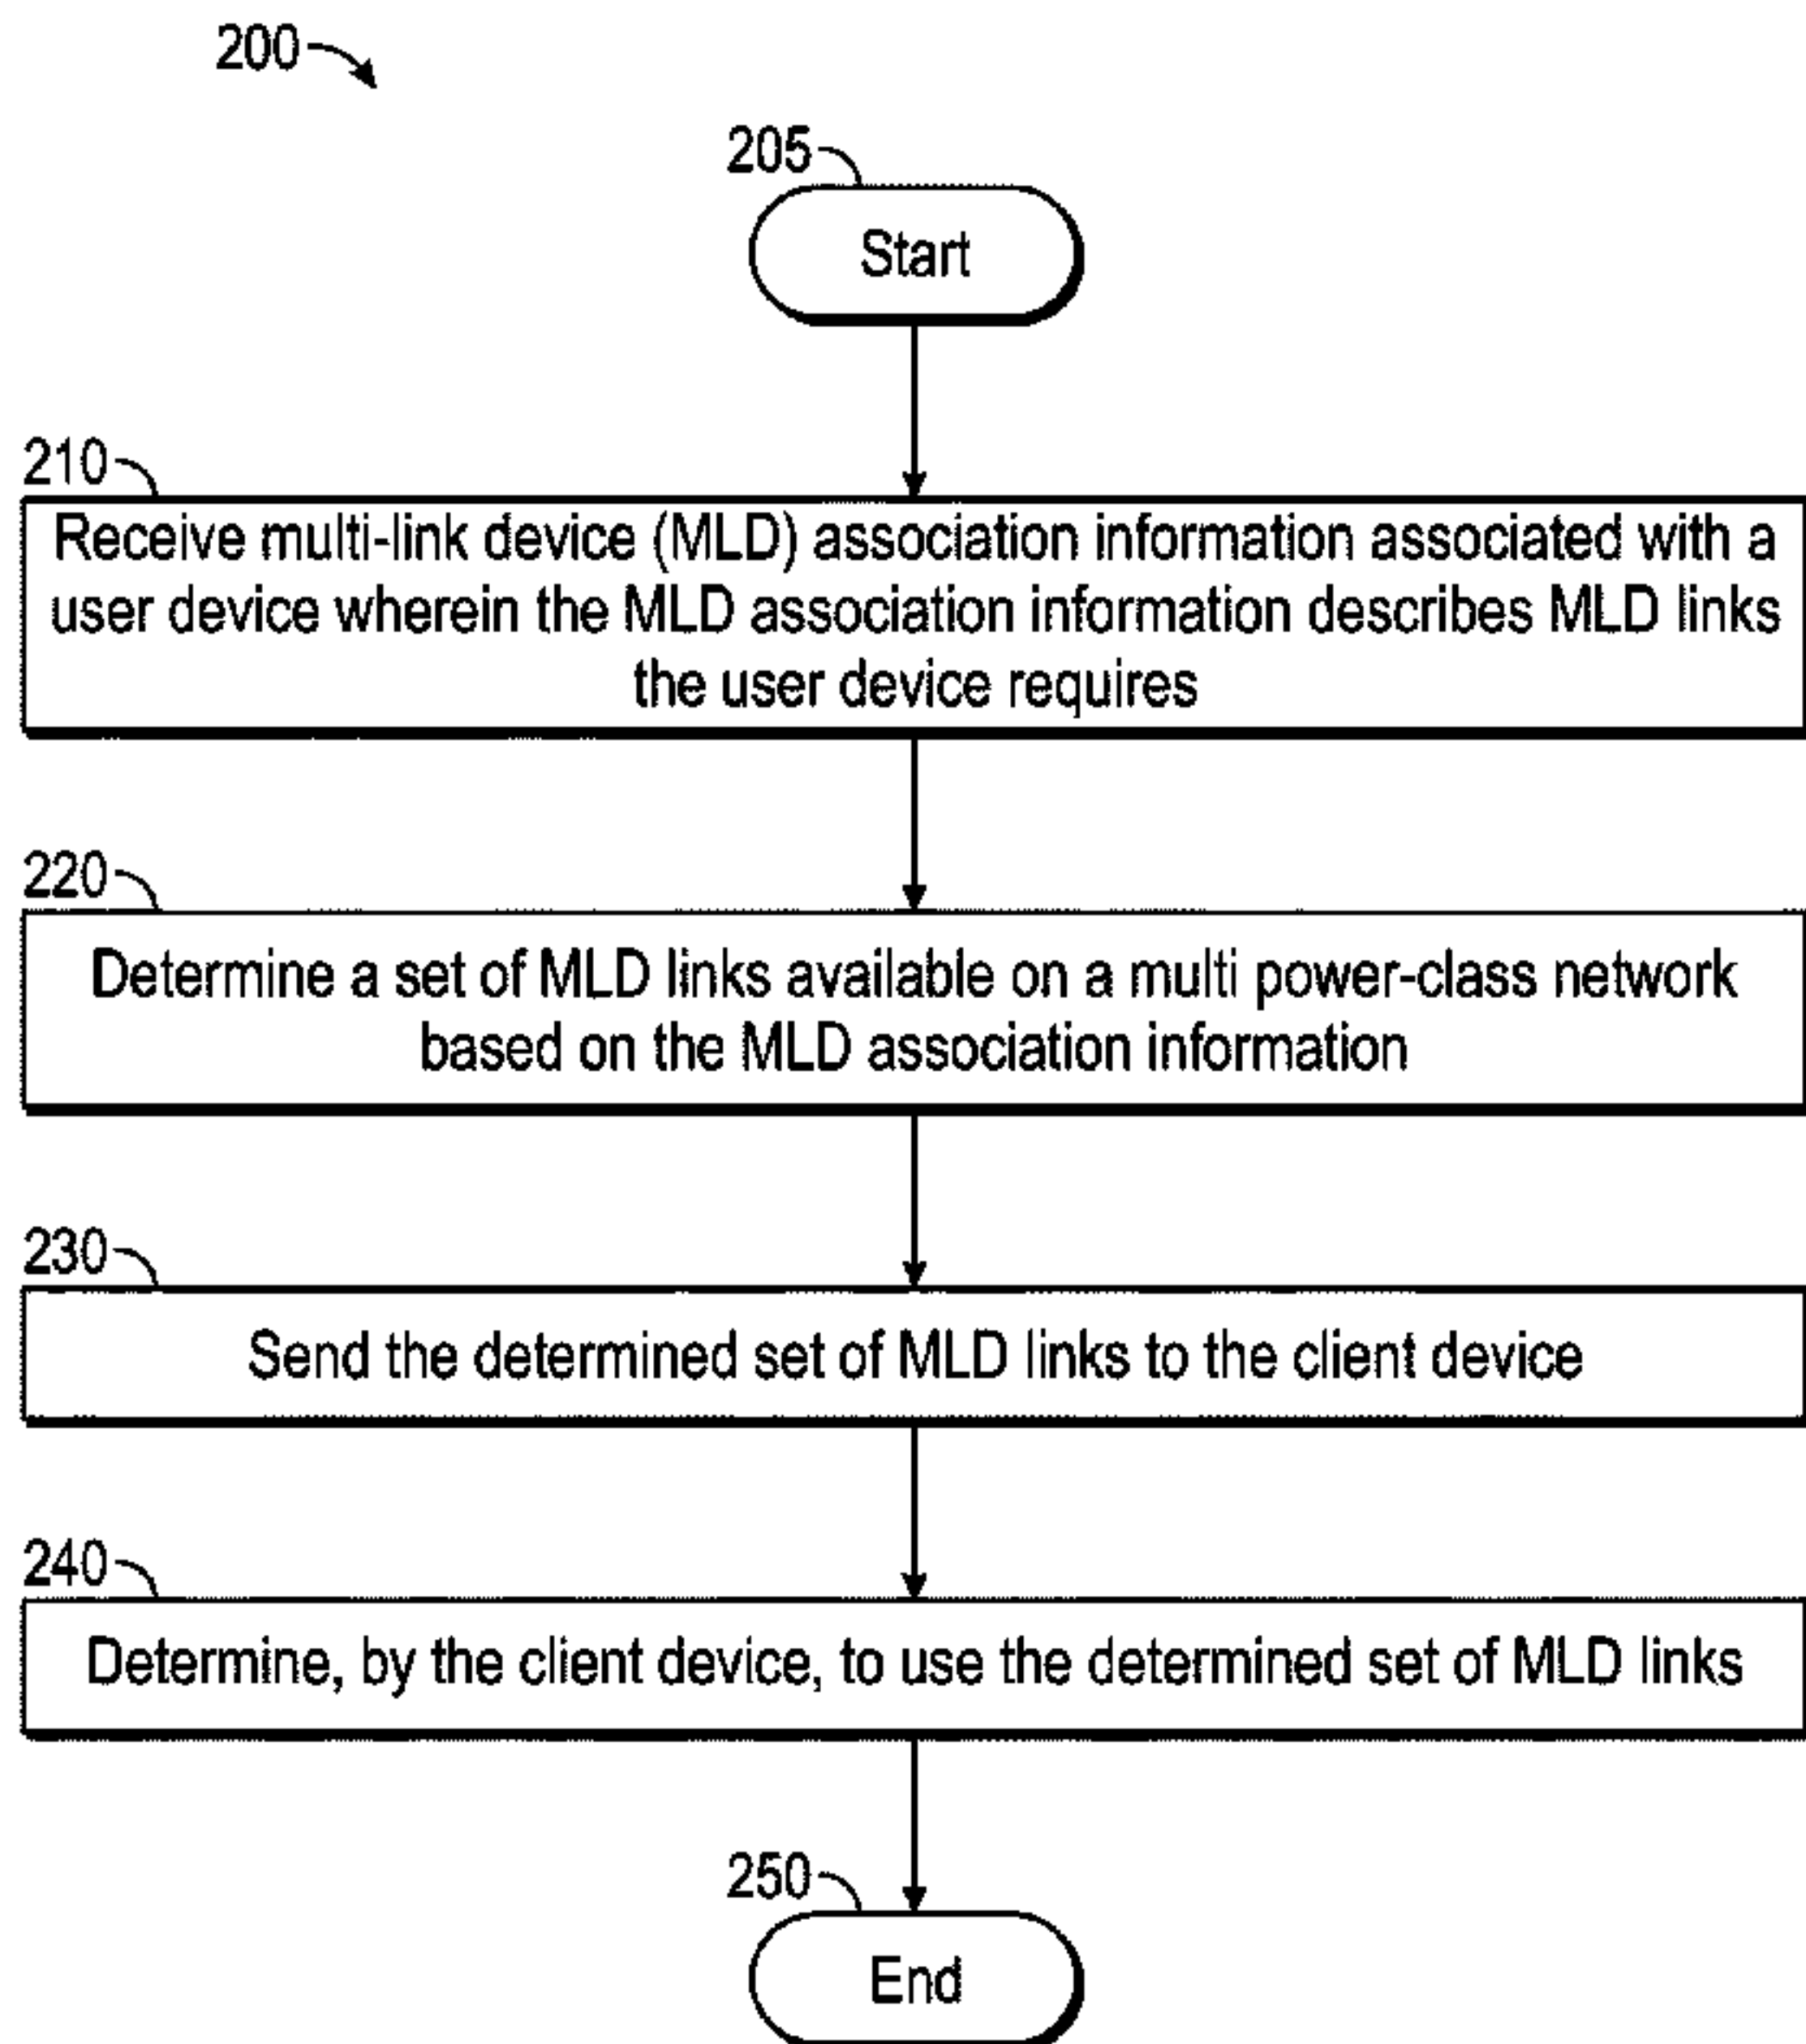 200
205
Start
210
Receive multi-link device (MLD) association information associated with a
user device wherein the MLD association information describes MLD links
the user device requires
220
Determine a set of MLD links available on a multi power-class network
based on the MLD association information
230
Send the determined set of MLD links to the client device
240
Determine, by the client device, to use the determined set of MLD links
250
End